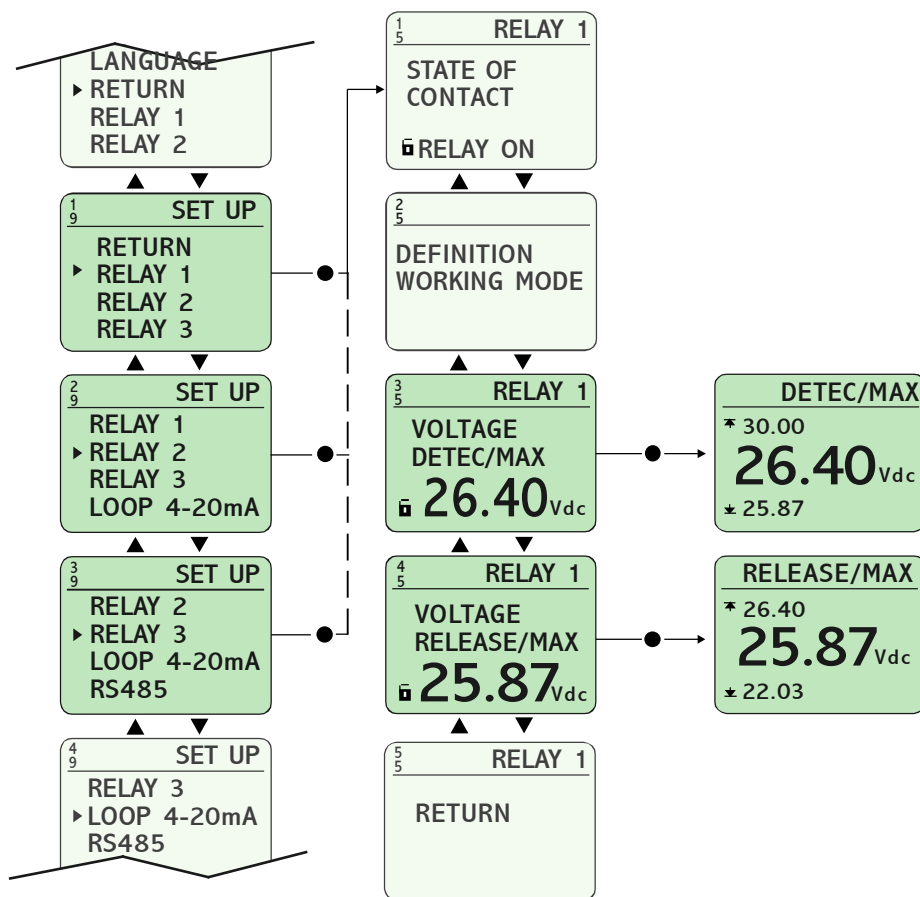 LANGUAGE
RETURN
RELAY 1
RELAY 2
1
9
SET UP
RETURN
RELAY 1
RELAY 2
RELAY 3
2
9
SET UP
RELAY 1
RELAY 2
RELAY 3
LOOP 4-20mA
3
9
SET UP
RELAY 2
RELAY 3
LOOP 4-20mA
RS485
4
9
SET UP
RELAY 3
LOOP 4-20mA
RS485
1
5
RELAY 1
STATE OF
CONTACT
RELAY ON
2
5
DEFINITION
WORKING MODE
3
5
RELAY 1
VOLTAGE
DETEC/MAX
26.40Vdc
4
5
RELAY 1
VOLTAGE
RELEASE/MAX
25.87Vdc
5
5
RELAY 1
RETURN
DETEC/MAX
30.00
26.40Vdc
25.87
RELEASE/MAX
26.40
25.87Vdc
22.03